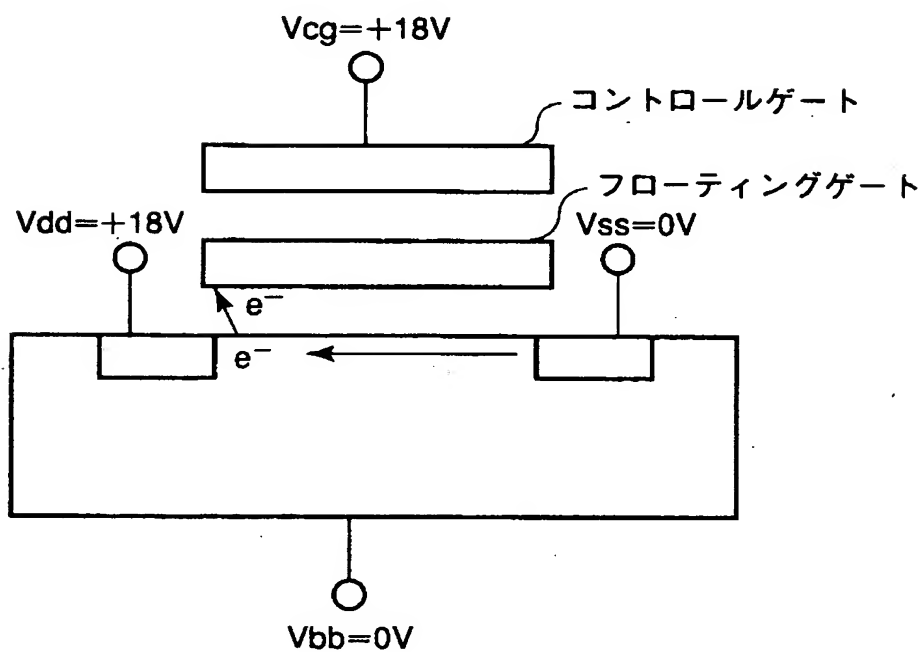 Vcg=+18V
コントロールゲート
フローティングゲート
Vdd=+18V
Vss=0V
e−
e−
Vbb=0V